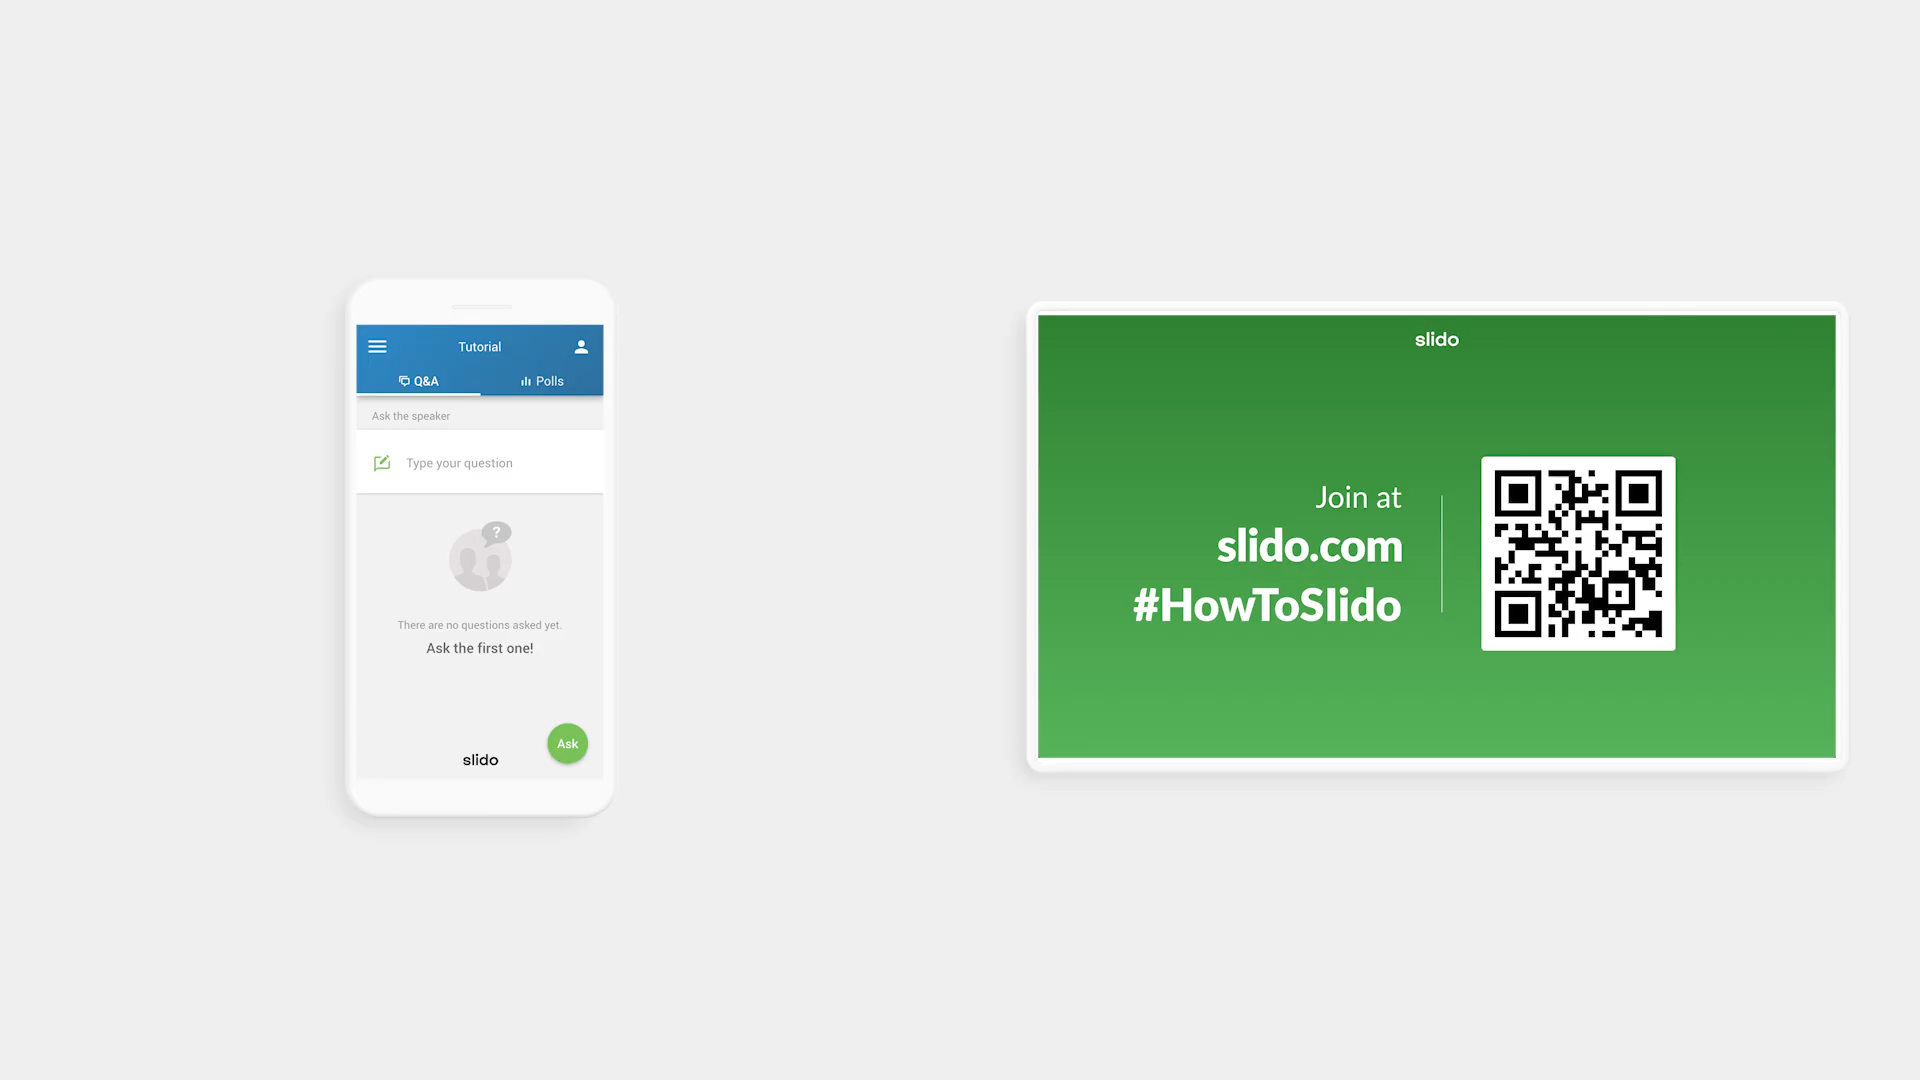 Tutorial
Q&A
Polls
Ask the speaker
Type your question
?
There are no questions asked yet.
Ask the first one!
Ask
slido
slido
Join at
slido.com
#HowToSlido